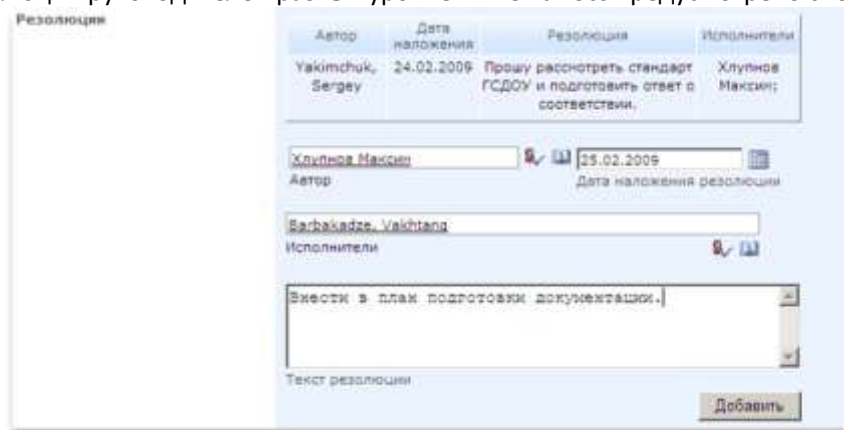 Резолюция
Автор Дата наложения Резолюция Исполнители
Yakimchuk, Sergey 24.02.2009 Прошу рассмотреть стандарт ГСДОУ и подготовить ответ о соответствии. Хлупнов Максим;
Хлупнов Максим 25.02.2009
Автор Дата наложения резолюции
Barbakadze, Vakhtang
Исполнители
Внести в план подготовки документации.
Текст резолюции
Добавить